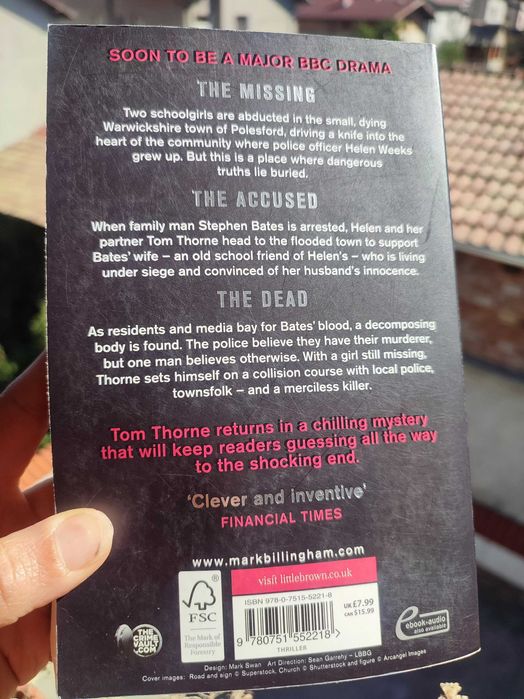 SOON TO BE A MAJOR BBC DRAMA
THE MISSING
Two schoolgirls are abducted in the small, dying
Warwickshire town of Polesford, driving a knife into the
heart of the community where police officer Helen Weeks
grew up. But this is a place where dangerous
truths lie buried.
THE ACCUSED
When family man Stephen Bates is arrested, Helen and her
partner Tom Thorne head to the flooded town to support
Bates' wife – an old school friend of Helen's – who is living
under siege and convinced of her husband's innocence.
THE DEAD
As residents and media bay for Bates' blood, a decomposing
body is found. The police believe they have their murderer,
but one man believes otherwise. With a girl still missing,
Thorne sets himself on a collision course with local police,
townsfolk – and a merciless killer.
Tom Thorne returns in a chilling mystery
that will keep readers guessing all the way
to the shocking end.
'Clever and inventive'
FINANCIAL TIMES
www.markbillingham.com
visit littlebrown.co.uk
ISBN 978-0-7515-5221-8
9 780751 552218 >
THRILLER
UK £7.99
CAN $15.99
FSC
The Mark of
Responsible
Forestry
THE
CRIME
VAULT
.COM
ebook-audio
also available
Design: Mark Swan Art Direction: Sean Garrehy – LBBG
Cover images: Road and sign © Superstock, Church © Shutterstock and figure © Arcangel Images